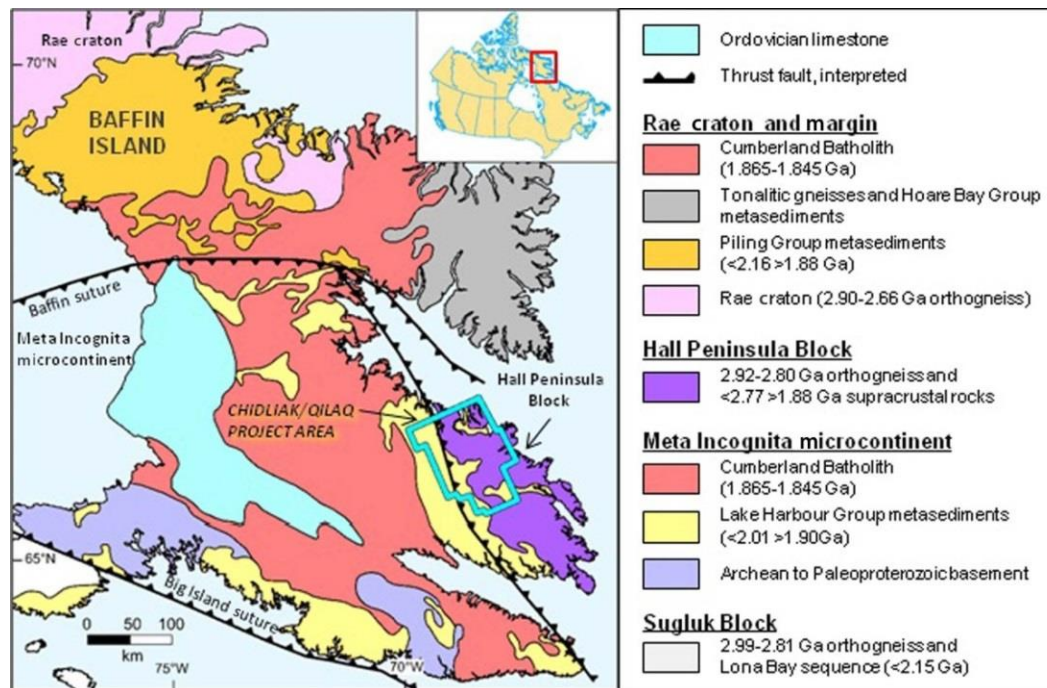 Rae craton
70°N
BAFFIN
ISLAND
Baffin suture
Meta Incognita
microcontinent
Hall Peninsula
Block
CHIDLIAK/QILAQ
PROJECT AREA
65°N
Big Island suture
0 50 100
km
75°W
70°W
Ordovician limestone
Thrust fault, interpreted
Rae craton and margin
Cumberland Batholith
(1.865-1.845 Ga)
Tonalitic gneisses and Hoare Bay Group
metasediments
Piling Group metasediments
(<2.16 >1.88 Ga)
Rae craton (2.90-2.66 Ga orthogneiss)
Hall Peninsula Block
2.92-2.80 Ga orthogneiss and
<2.77 >1.88 Ga supracrustal rocks
Meta Incognita microcontinent
Cumberland Batholith
(1.865-1.845 Ga)
Lake Harbour Group metasediments
(<2.01 >1.90Ga)
Archean to Paleoproterozoic basement
Sugluk Block
2.99-2.81 Ga orthogneiss and
Lona Bay sequence (<2.15 Ga)